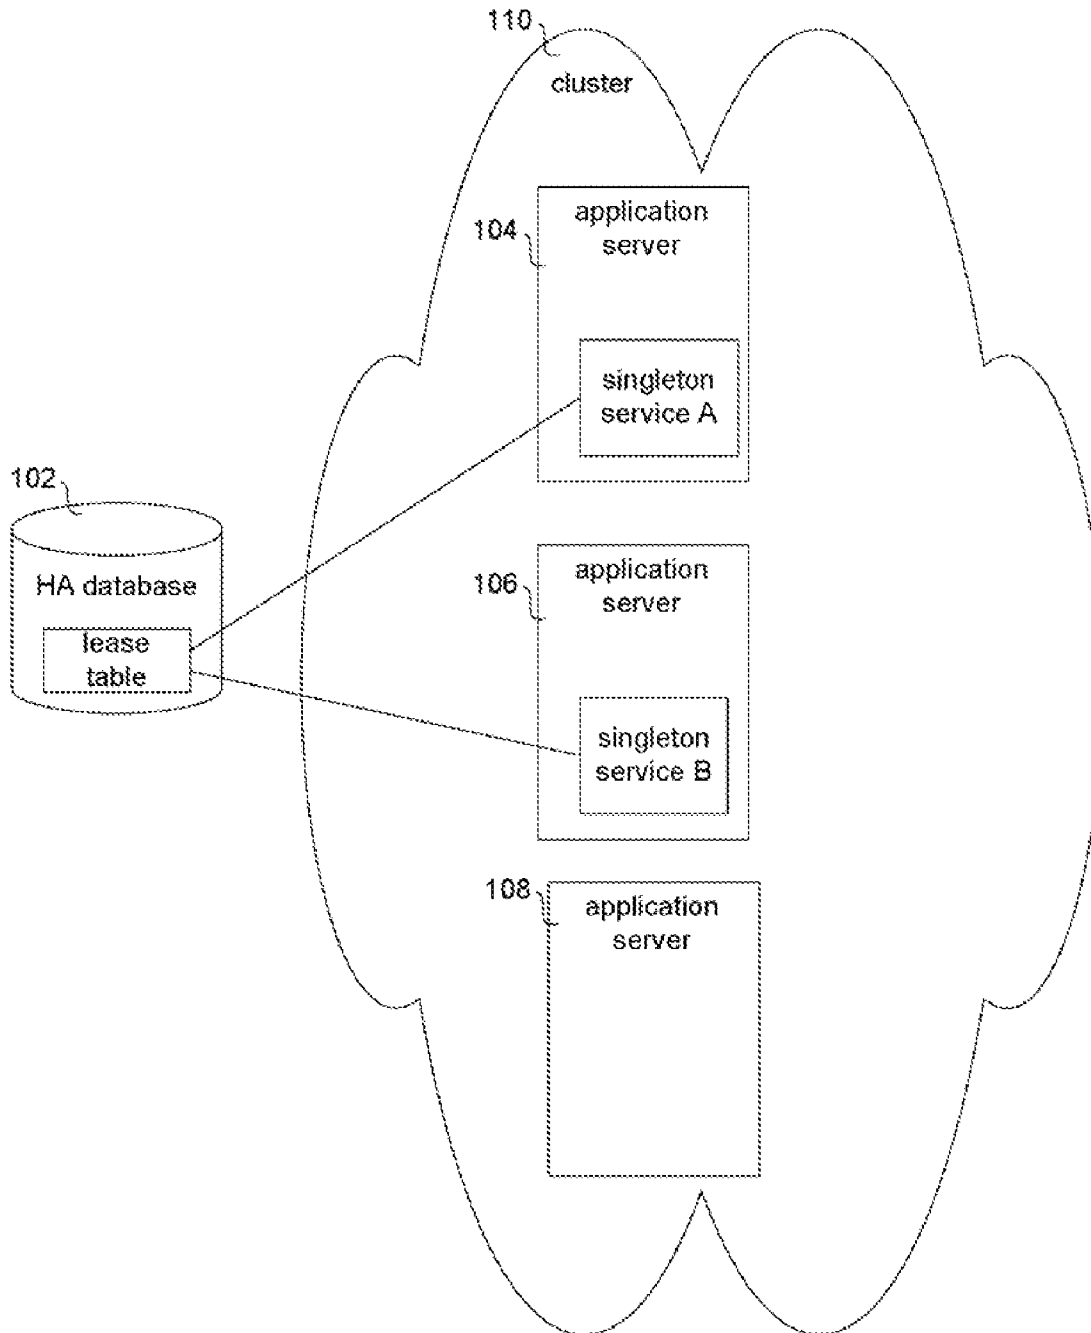 110
cluster
application
server
104
singleton
service A
102
HA database
lease
table
application
server
106
singleton
service B
108
application
server